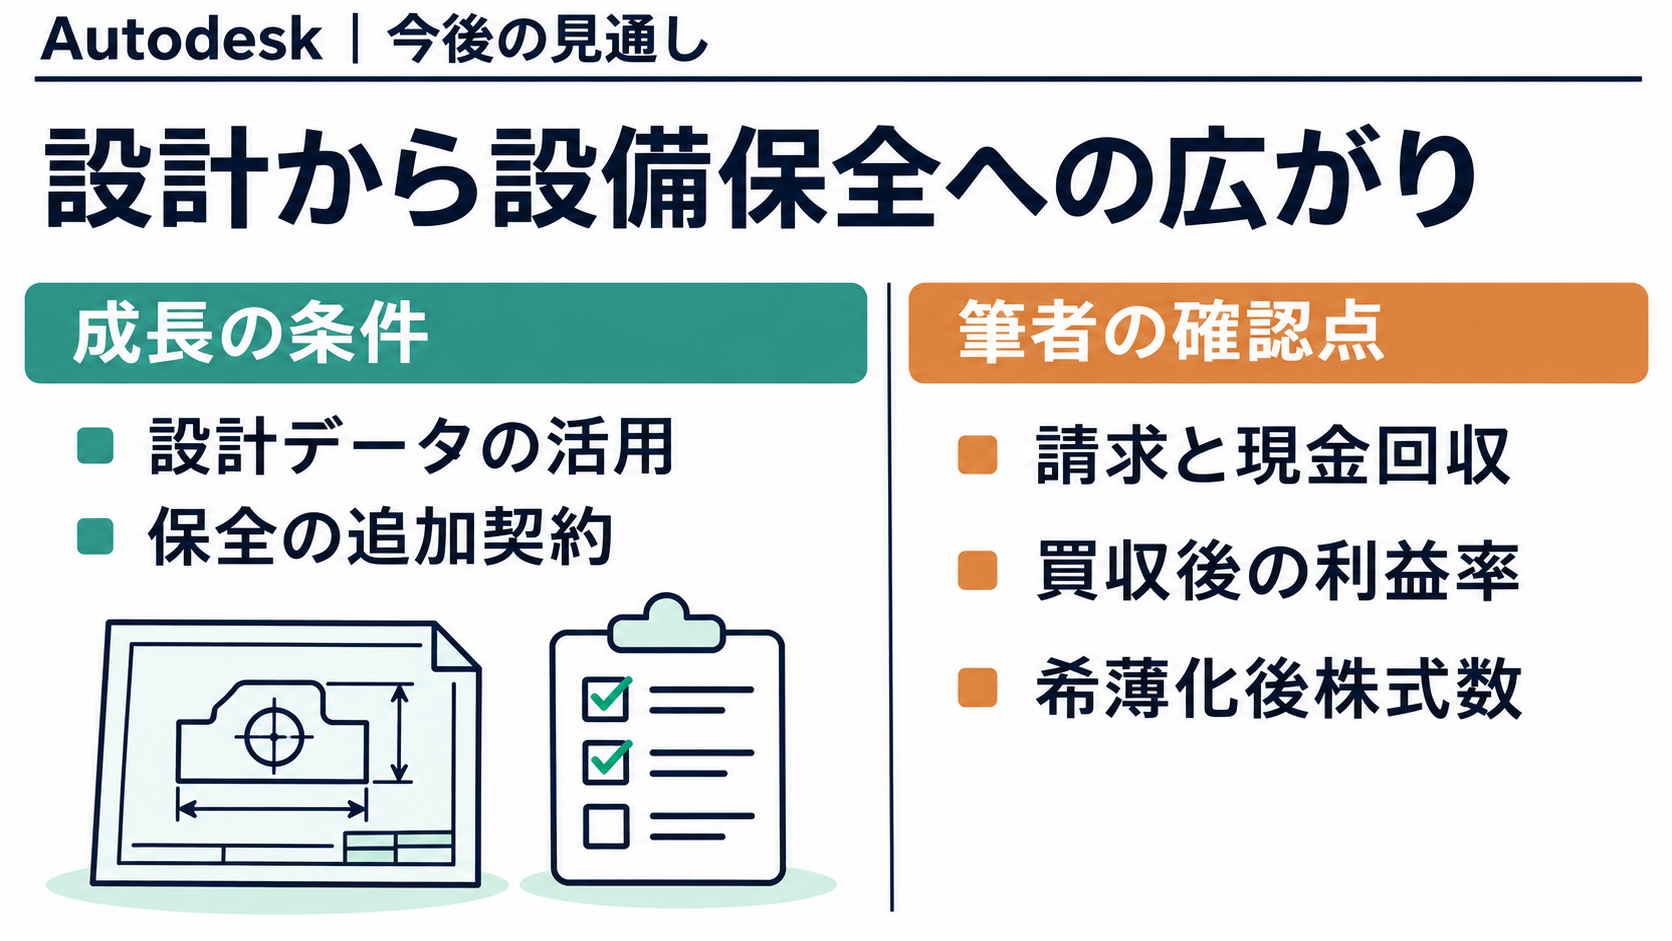 Autodesk｜今後の見通し
設計から設備保全への広がり
成長の条件
設計データの活用
保全の追加契約
筆者の確認点
請求と現金回収
買収後の利益率
希薄化後株式数